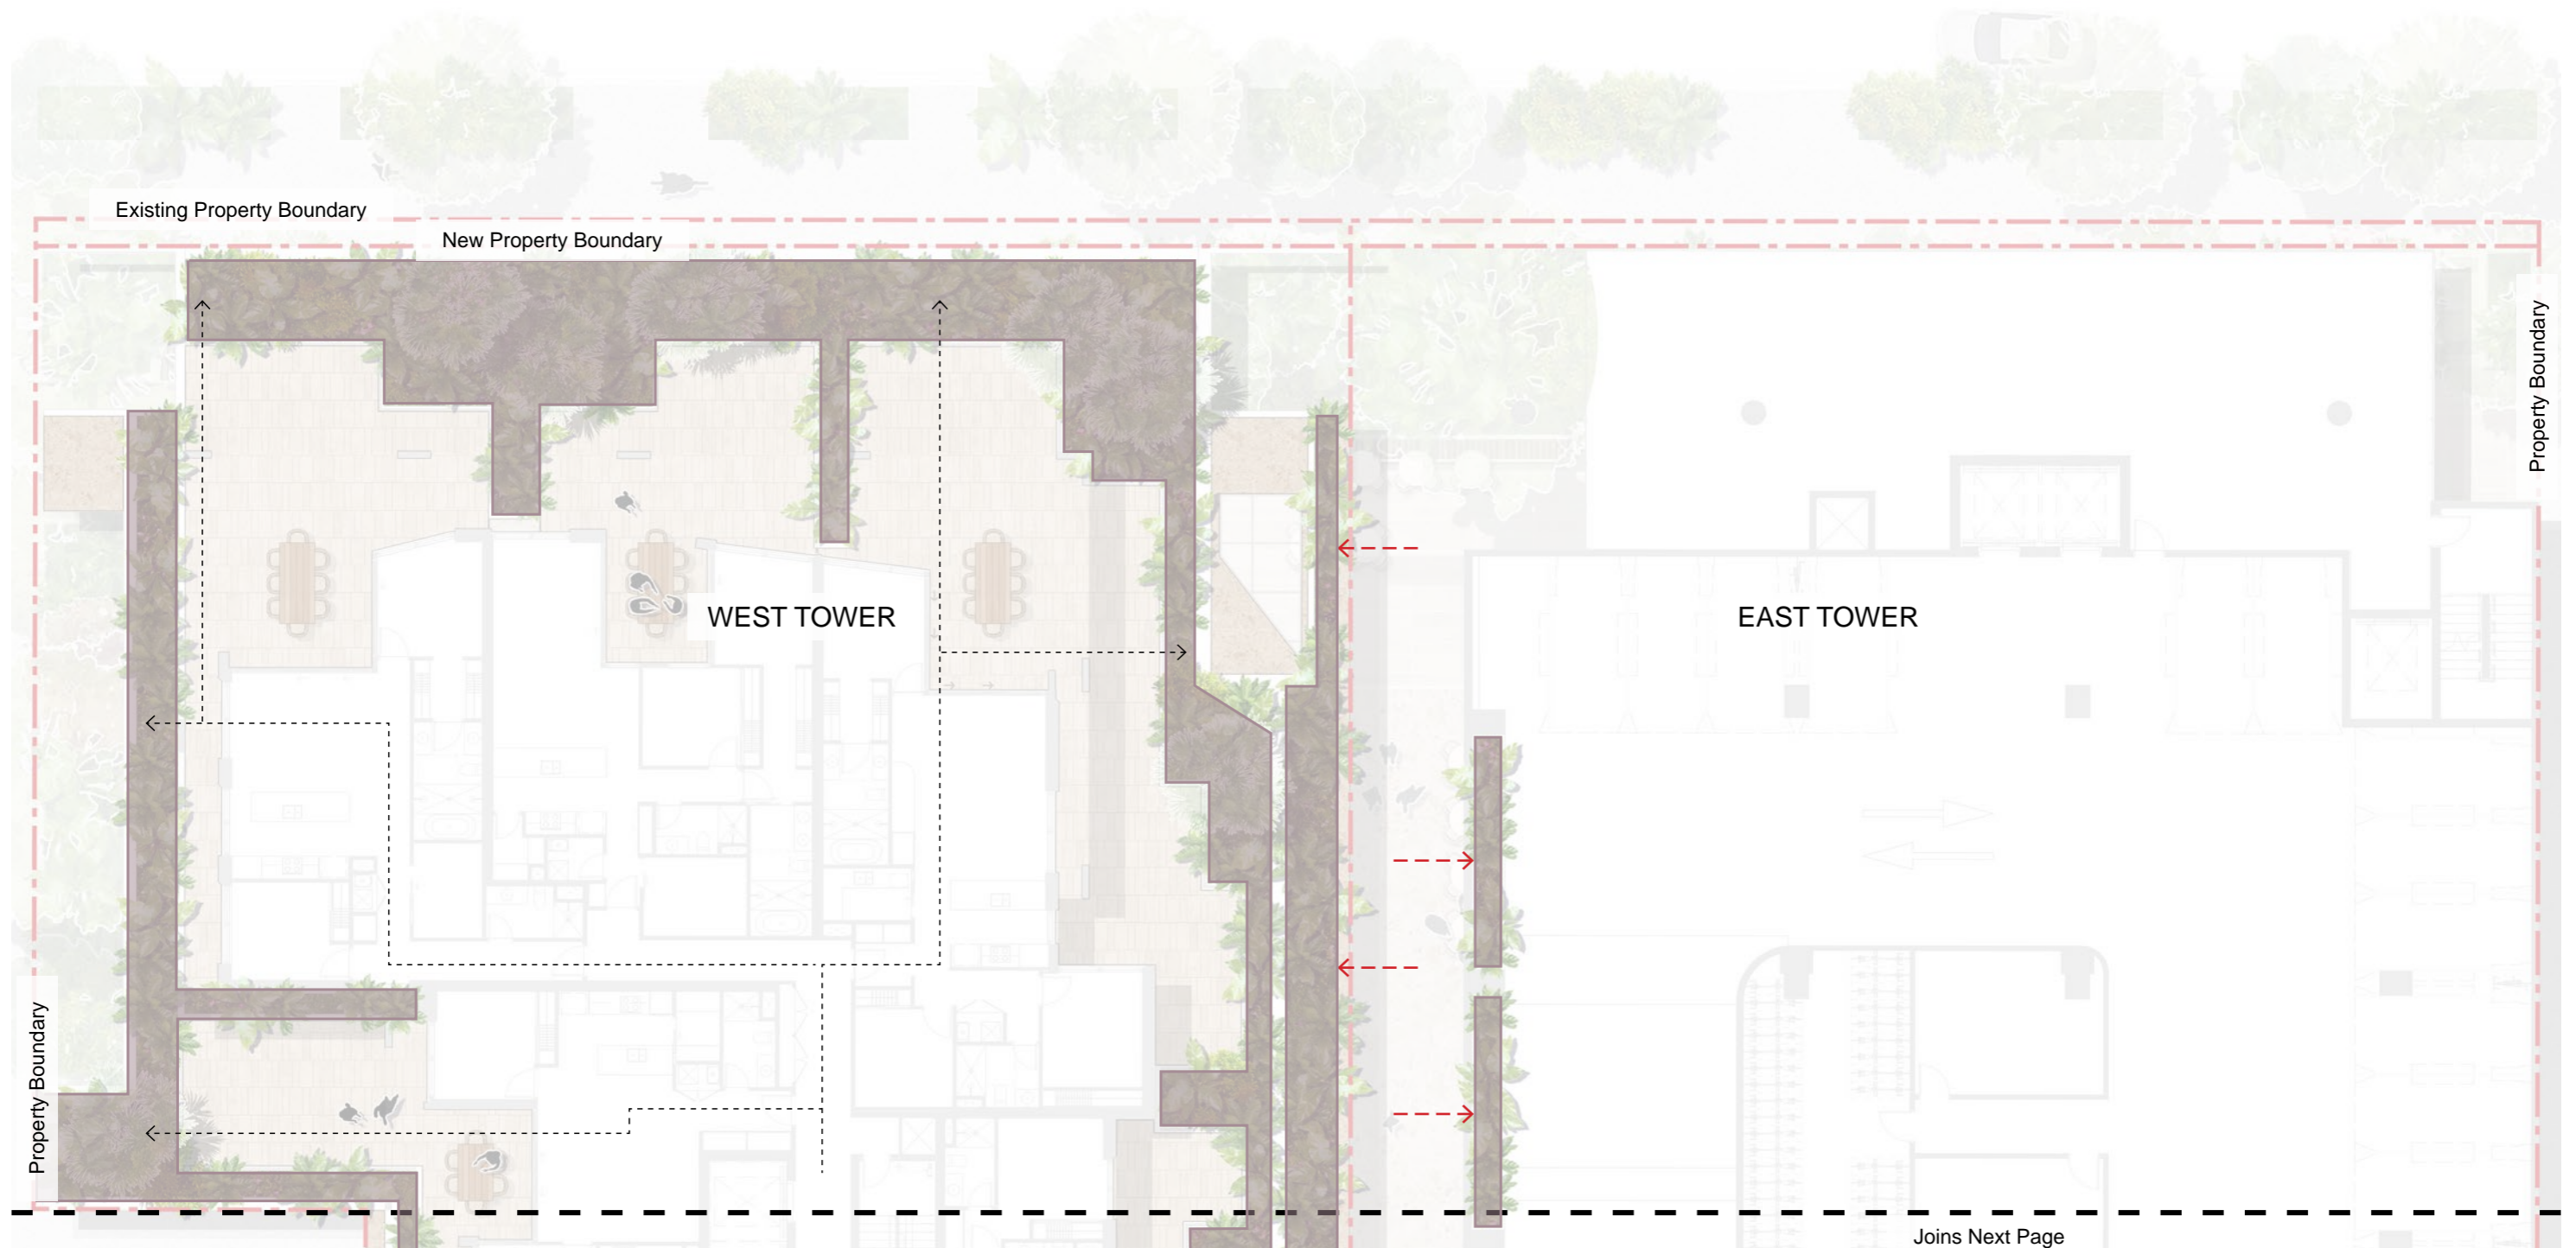 Existing Property Boundary
New Property Boundary
Property Boundary
WEST TOWER
EAST TOWER
Property Boundary
Joins Next Page